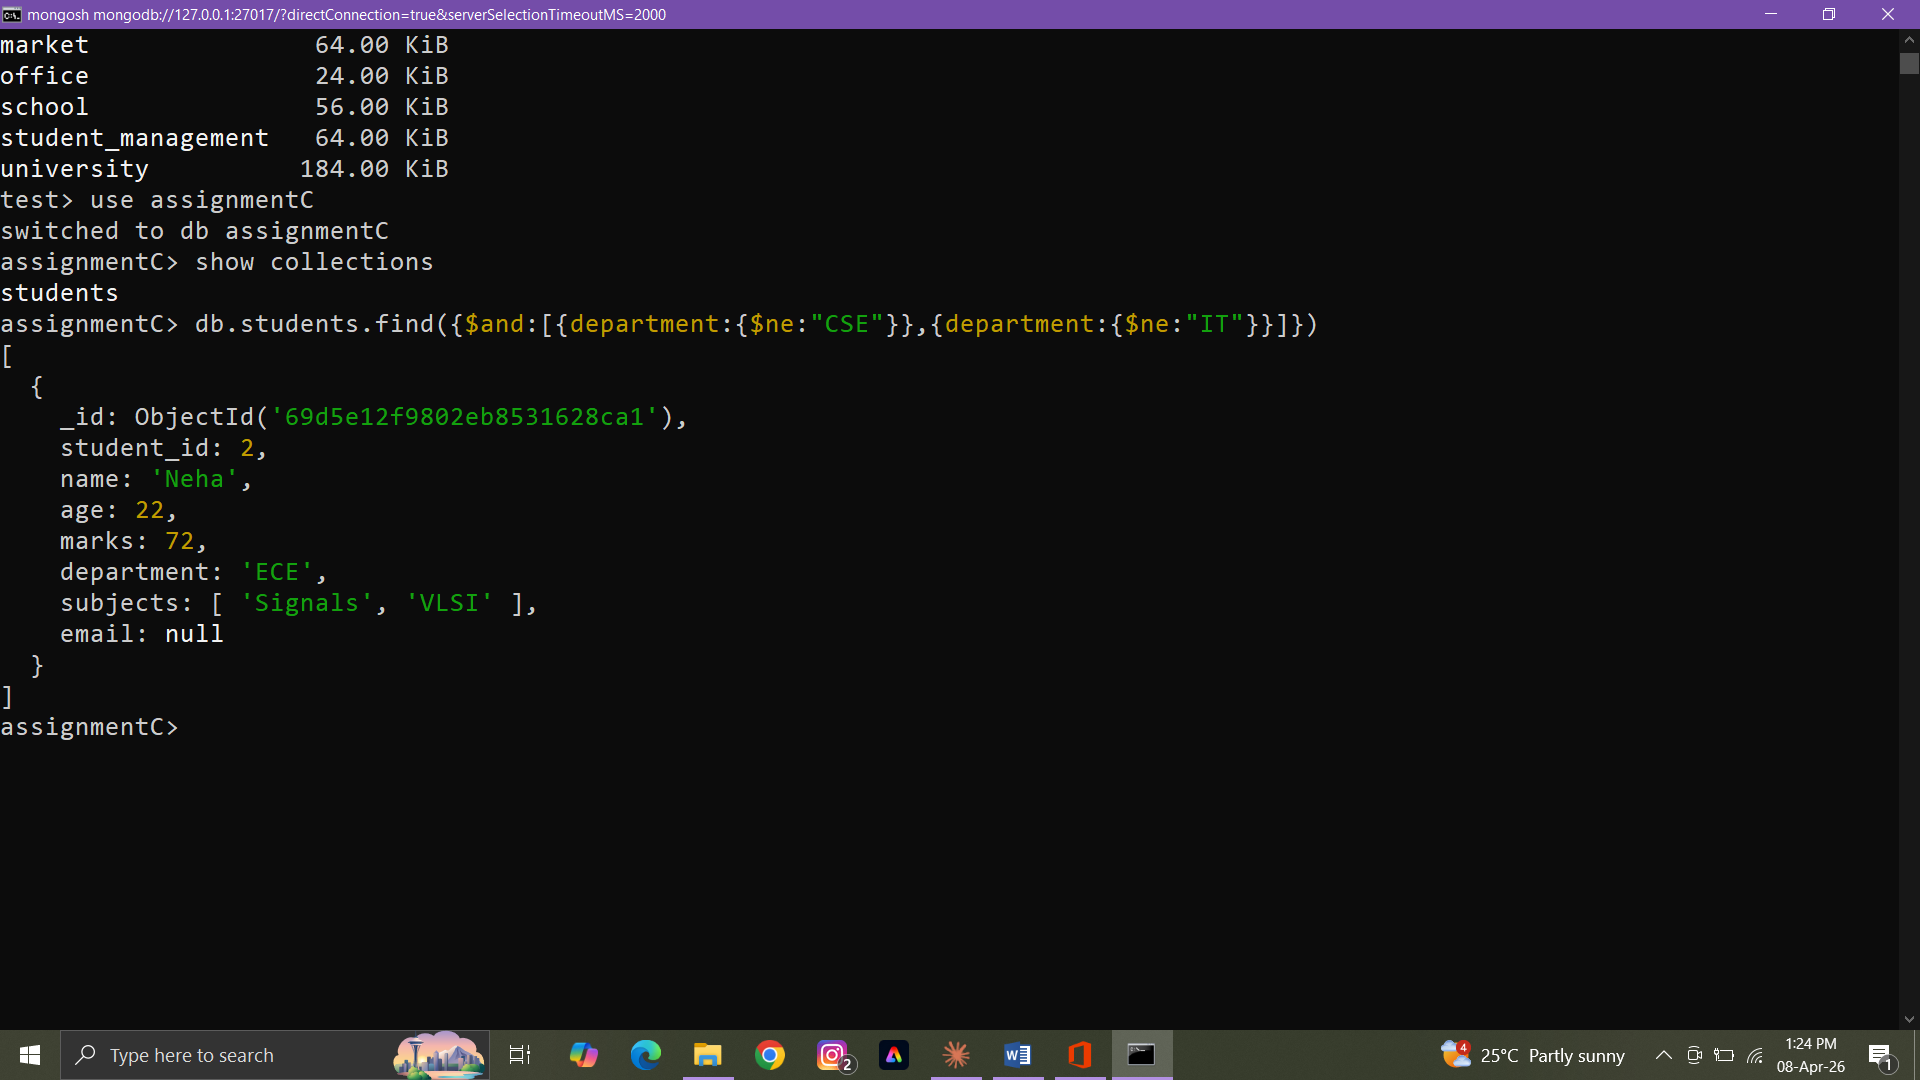 mongosh mongodb://127.0.0.1:27017/?directConnection=true&serverSelectionTimeoutMS=2000
market               64.00 KiB
office               24.00 KiB
school               56.00 KiB
student_management   64.00 KiB
university          184.00 KiB
test> use assignmentC
switched to db assignmentC
assignmentC> show collections
students
assignmentC> db.students.find({$and:[{department:{$ne:"CSE"}},{department:{$ne:"IT"}}]})
[
  {
    _id: ObjectId('69d5e12f9802eb8531628ca1'),
    student_id: 2,
    name: 'Neha',
    age: 22,
    marks: 72,
    department: 'ECE',
    subjects: [ 'Signals', 'VLSI' ],
    email: null
  }
]
assignmentC>
Type here to search
2
4
25°C Partly sunny
1:24 PM
08-Apr-26
1